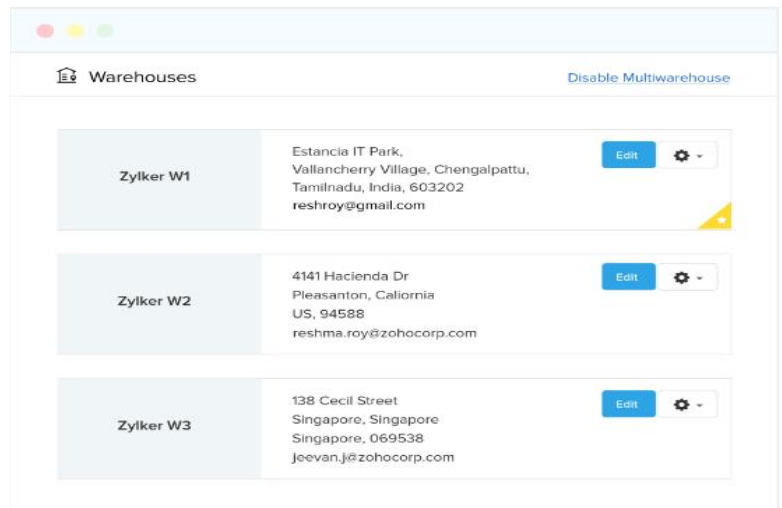 Warehouses
Disable Multiwarehouse
Zylker W1
Estancia IT Park,
Vallancherry Village, Chengalpattu,
Tamilnadu, India, 603202
reshroy@gmail.com
Edit
Zylker W2
4141 Hacienda Dr
Pleasanton, Caliornia
US, 94588
reshma.roy@zohocorp.com
Edit
Zylker W3
138 Cecil Street
Singapore, Singapore
Singapore, 069538
jeevan.j@zohocorp.com
Edit